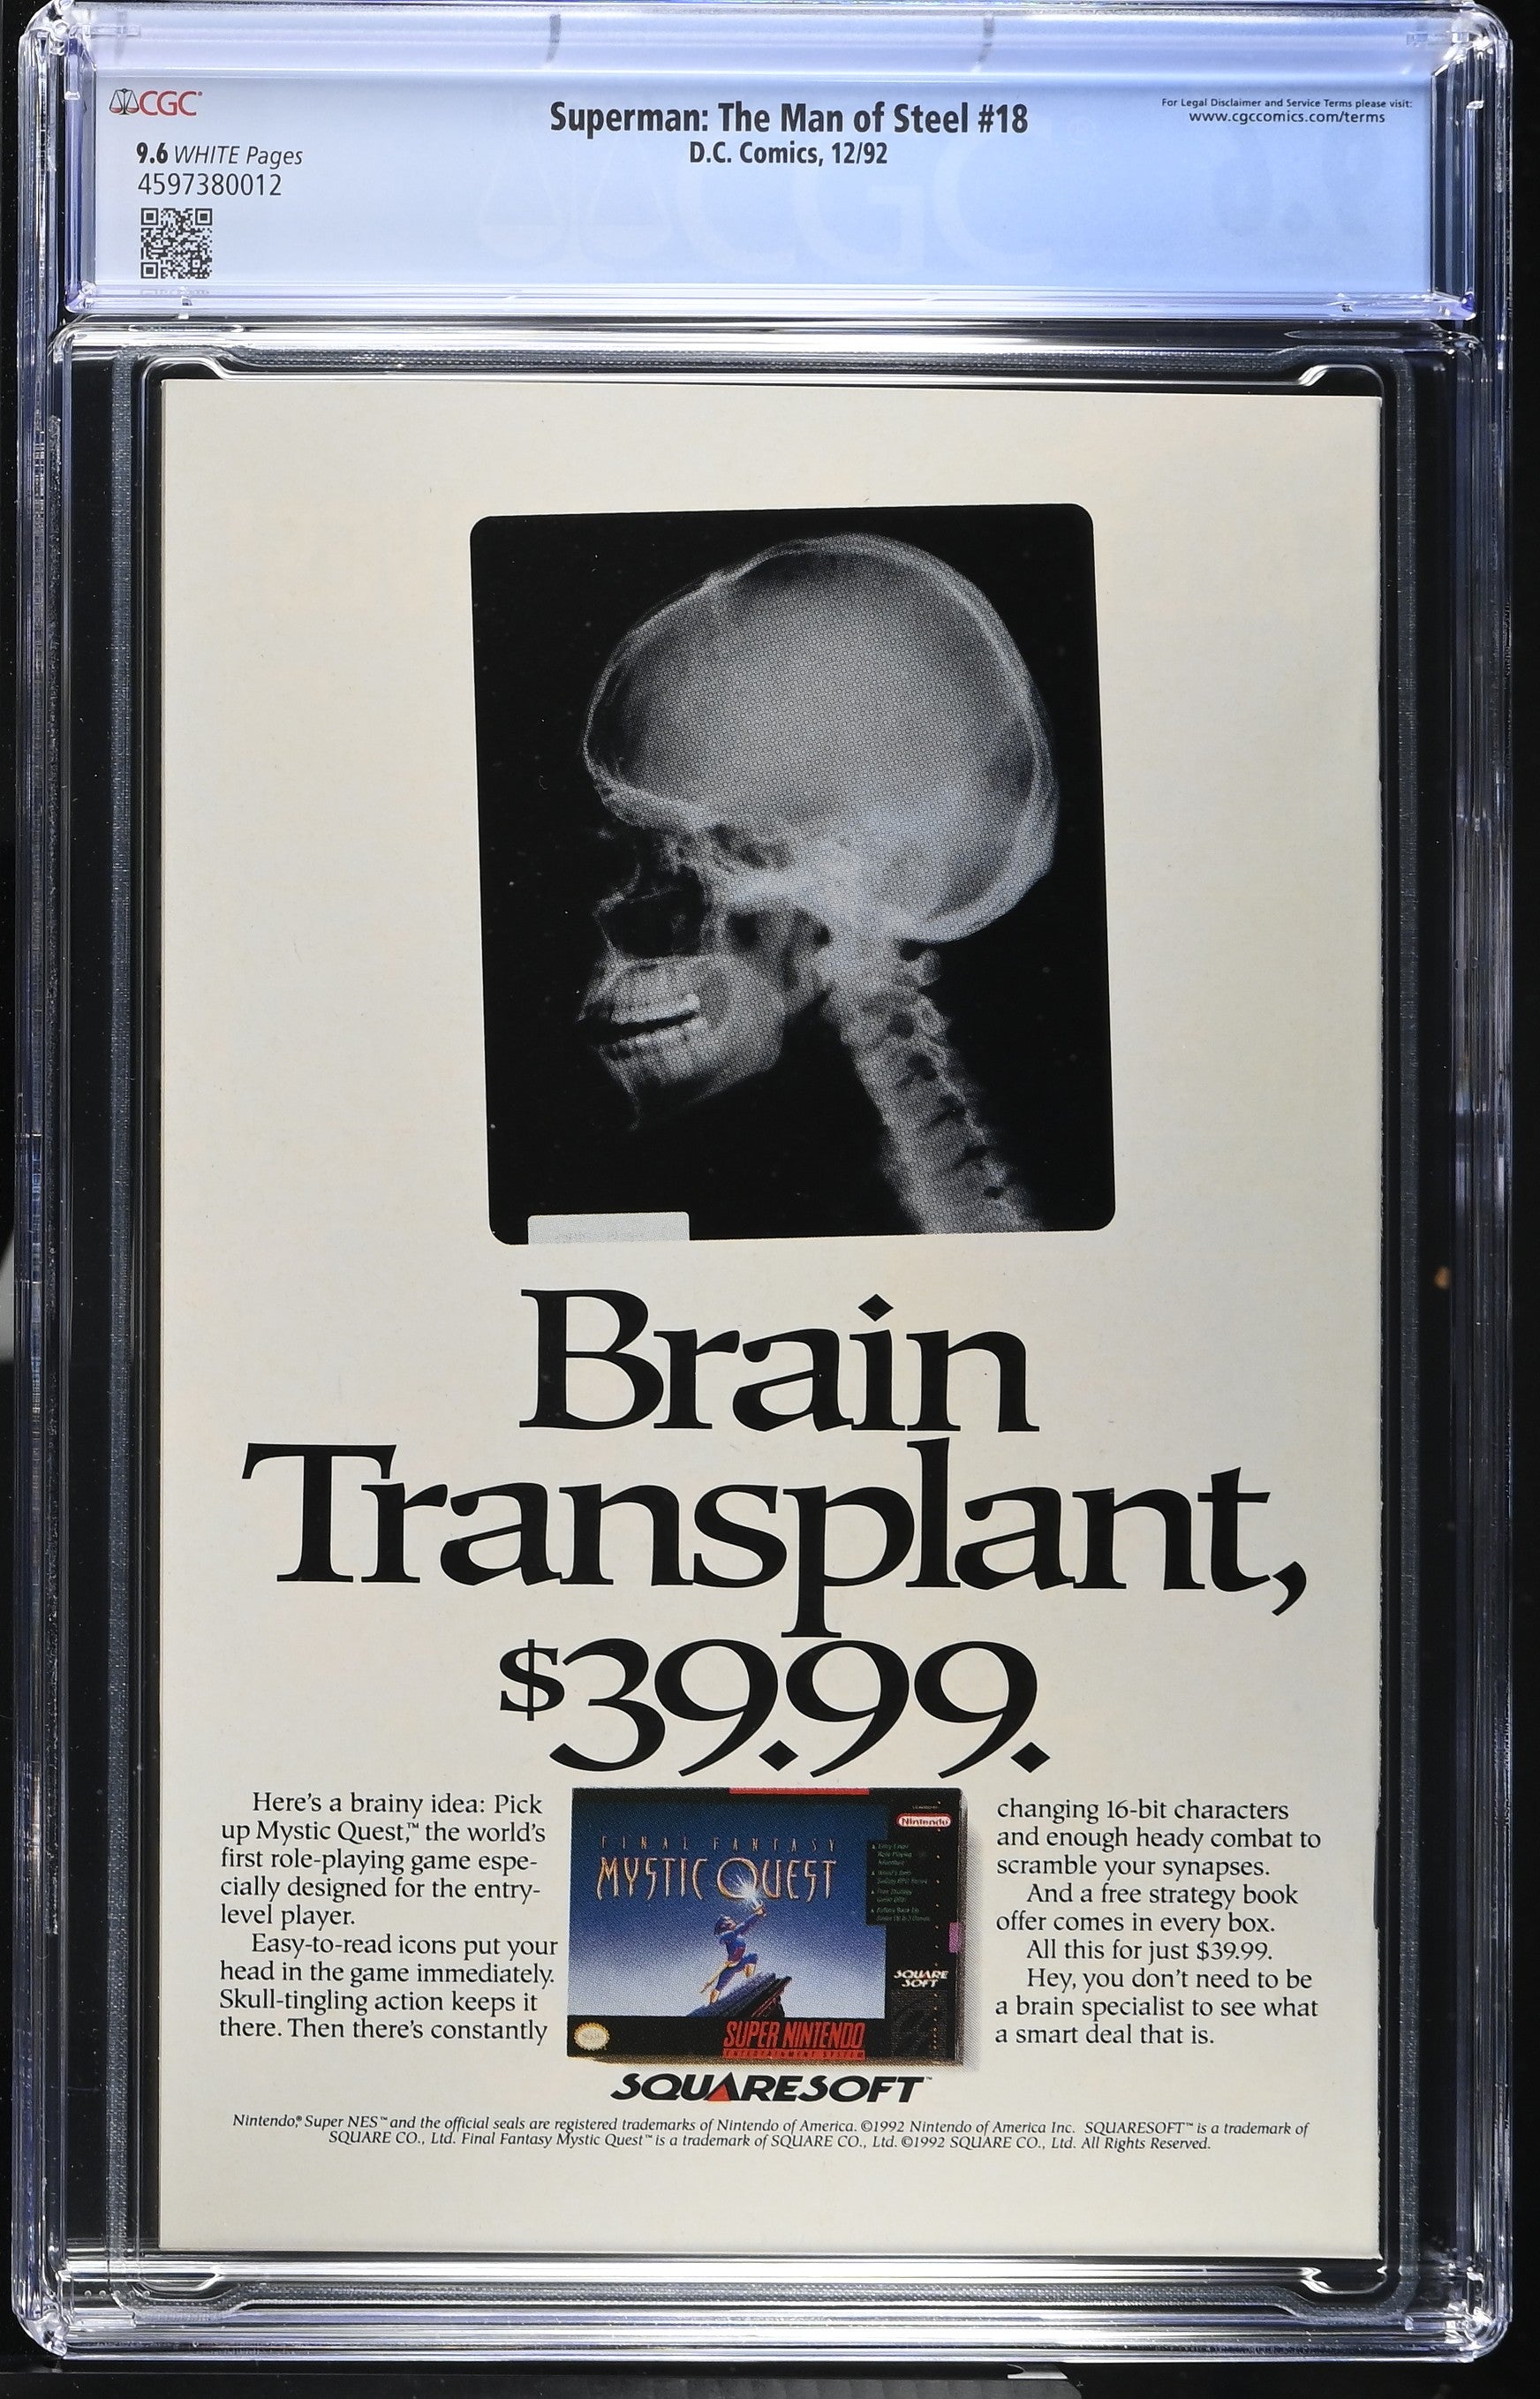 CGC
9.6 WHITE Pages
4597380012
Superman: The Man of Steel #18
D.C. Comics, 12/92
For Legal Disclaimer and Service Terms please visit:
www.cgccomics.com/terms
CGC
Brain
Transplant,
$39.99.
Here's a brainy idea: Pick
up Mystic Quest,™ the world's
first role-playing game espe-
cially designed for the entry-
level player.
Easy-to-read icons put your
head in the game immediately.
Skull-tingling action keeps it
there. Then there's constantly
Nintendo
FINAL FANTASY
MYSTIC QUEST
SQUARE
SOFT
SUPER NINTENDO
ENTERTAINMENT SYSTEM
changing 16-bit characters
and enough heady combat to
scramble your synapses.
And a free strategy book
offer comes in every box.
All this for just $39.99.
Hey, you don't need to be
a brain specialist to see what
a smart deal that is.
SQUARESOFT™
Nintendo,® Super NES™ and the official seals are registered trademarks of Nintendo of America. ©1992 Nintendo of America Inc. SQUARESOFT™ is a trademark of
SQUARE CO., Ltd. Final Fantasy Mystic Quest™ is a trademark of SQUARE CO., Ltd. ©1992 SQUARE CO., Ltd. All Rights Reserved.